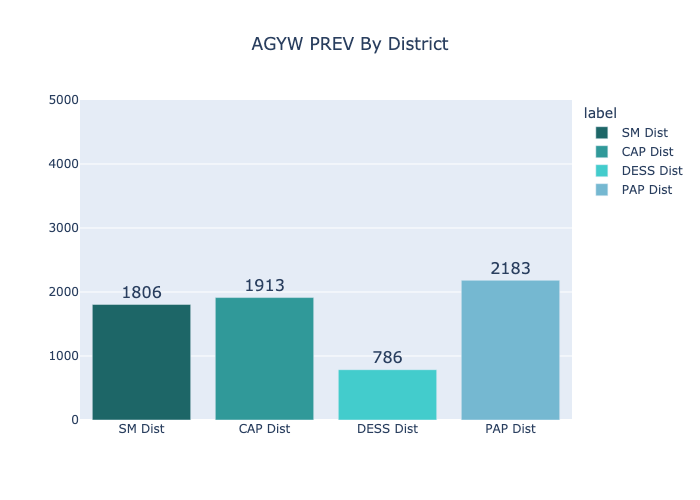 AGYW PREV By District
5000
4000
3000
2000
1000
0
1806
1913
786
2183
SM Dist
CAP Dist
DESS Dist
PAP Dist
label
SM Dist
CAP Dist
DESS Dist
PAP Dist